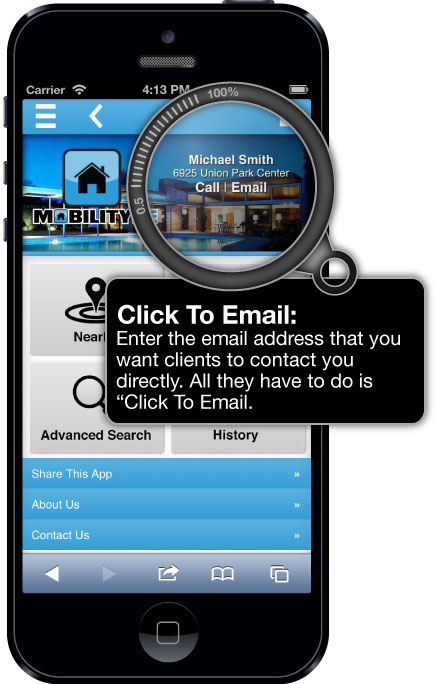 Carrier 4:13 PM
100%
0.5
Michael Smith
6925 Union Park Center
Call | Email
Click To Email:
Enter the email address that you
want clients to contact you
directly. All they have to do is
“Click To Email.
Advanced Search
History
Share This App »
About Us »
Contact Us »